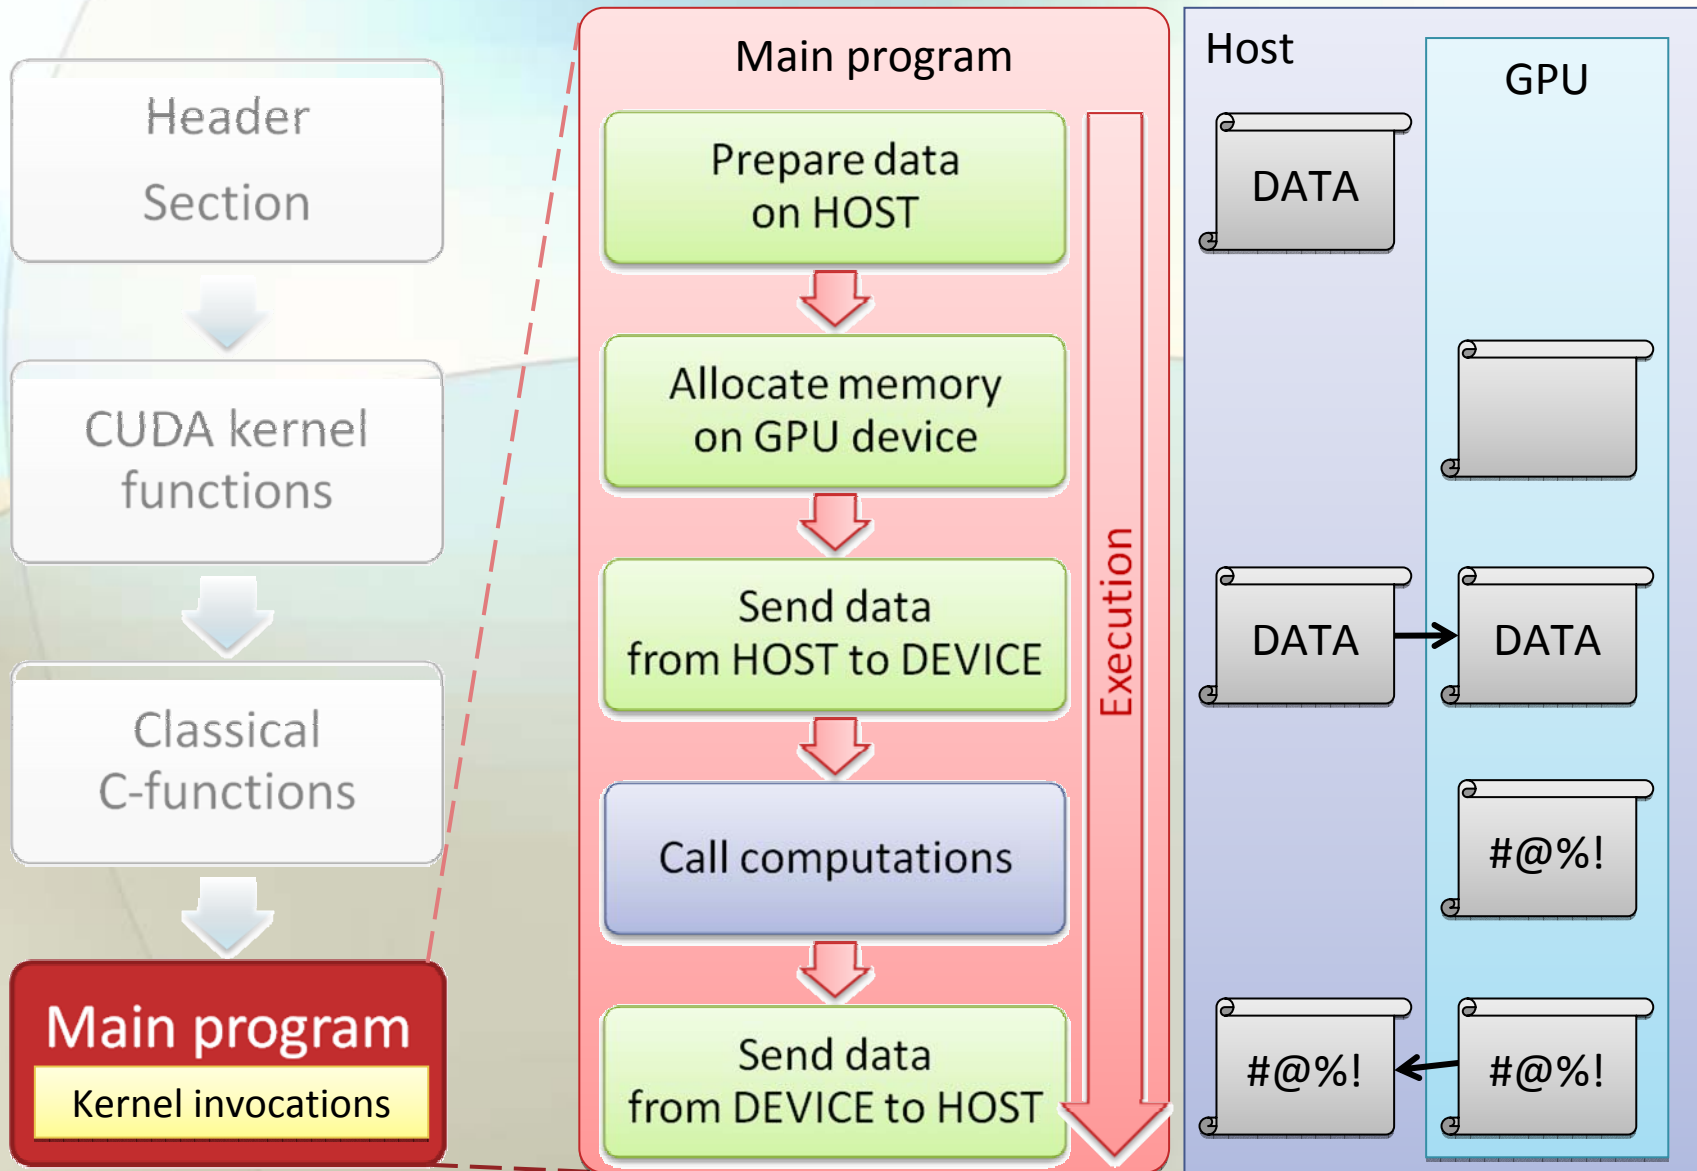 Header
Section
CUDA kernel
functions
Classical
C-functions
Main program
Kernel invocations
Main program
Prepare data
on HOST
Allocate memory
on GPU device
Send data
from HOST to DEVICE
Call computations
Send data
from DEVICE to HOST
Execution
Host
GPU
DATA
DATA
DATA
#@%!
#@%!
#@%!